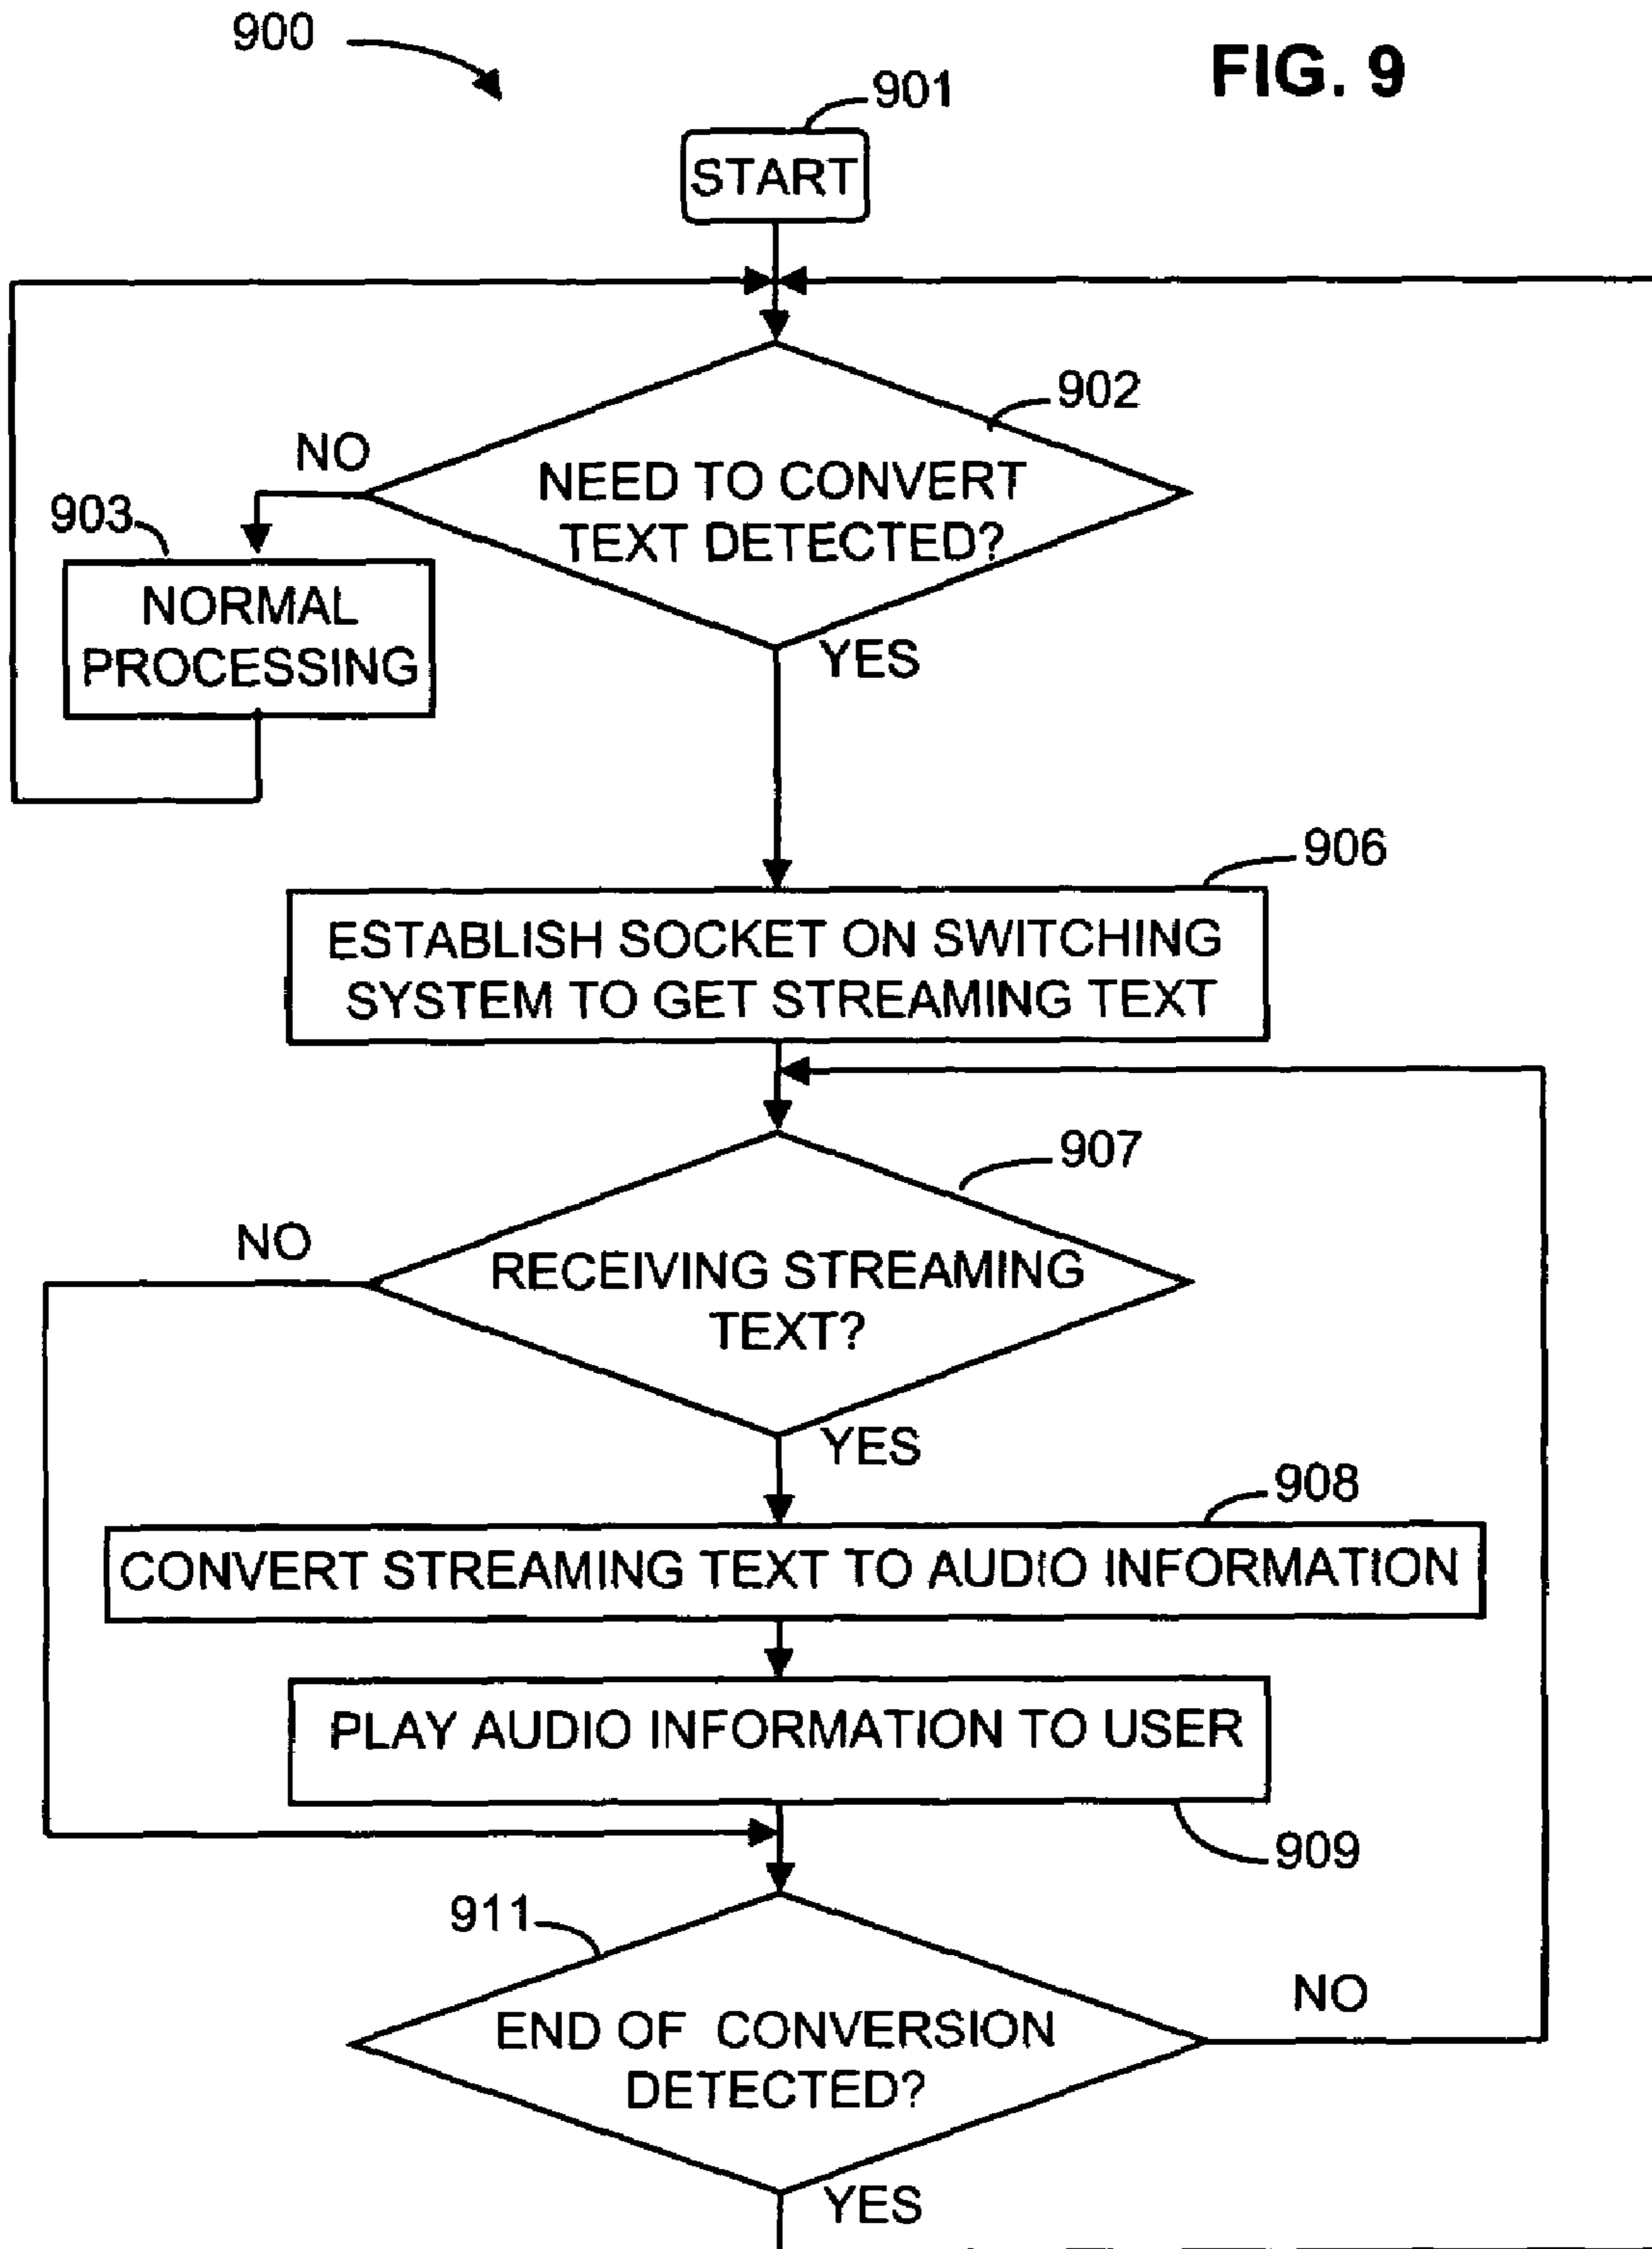 900
FIG. 9
901
START
902
NO
NEED TO CONVERT
TEXT DETECTED?
903
NORMAL
PROCESSING
YES
906
ESTABLISH SOCKET ON SWITCHING
SYSTEM TO GET STREAMING TEXT
907
NO
RECEIVING STREAMING
TEXT?
YES
908
CONVERT STREAMING TEXT TO AUDIO INFORMATION
PLAY AUDIO INFORMATION TO USER
909
911
NO
END OF CONVERSION
DETECTED?
YES